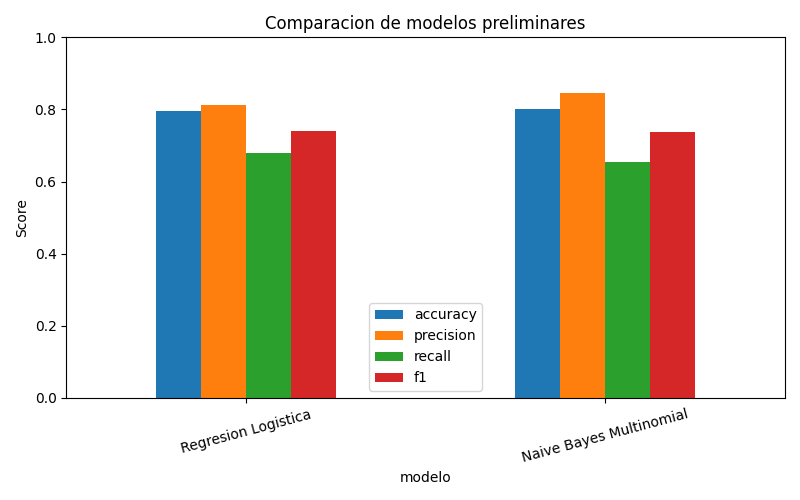 Comparacion de modelos preliminares
1.0
0.8
0.6
0.4
0.2
0.0
Score
accuracy
precision
recall
f1
Regresion Logistica
Naive Bayes Multinomial
modelo